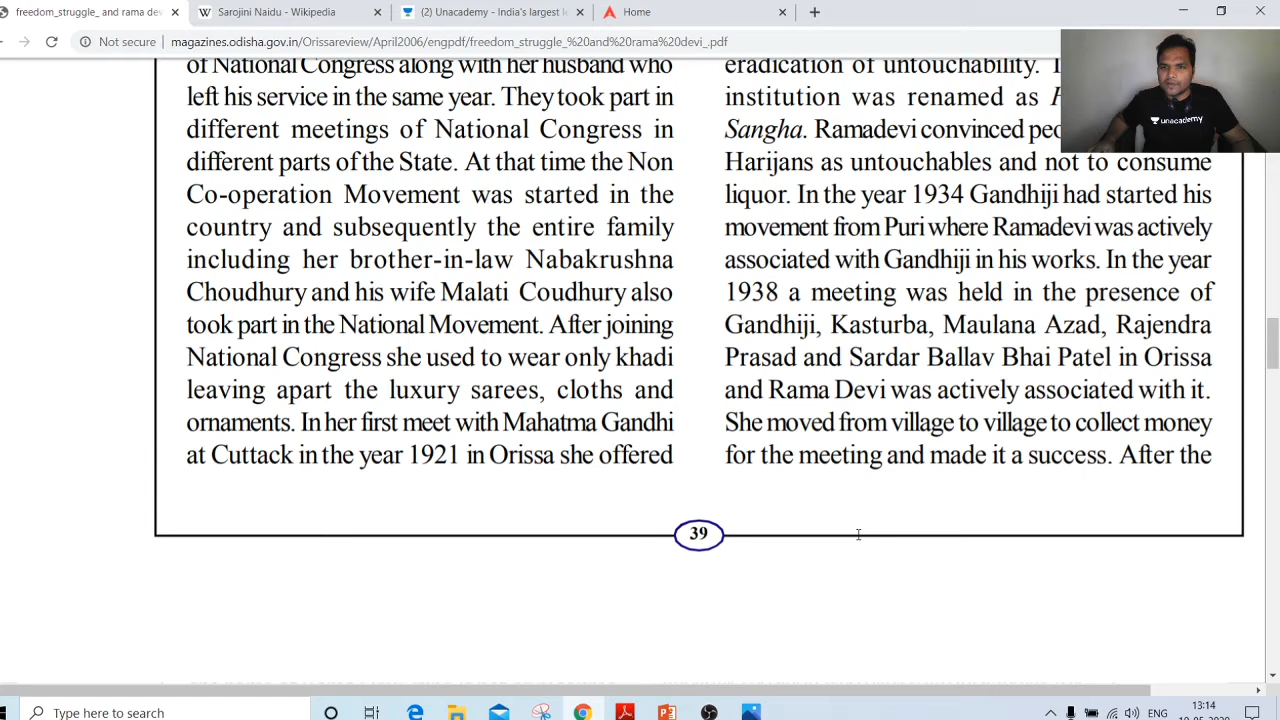 freedom_struggle_ and rama dev
Sarojini Naidu - Wikipedia
(2) Unacademy - India's largest le
Home
Not secure
magazines.odisha.gov.in/Orissareview/April2006/engpdf/freedom_struggle_%20and%20rama%20devi_.pdf
of National Congress along with her husband who
left his service in the same year. They took part in
different meetings of National Congress in
different parts of the State. At that time the Non
Co-operation Movement was started in the
country and subsequently the entire family
including her brother-in-law Nabakrushna
Choudhury and his wife Malati Coudhury also
took part in the National Movement. After joining
National Congress she used to wear only khadi
leaving apart the luxury sarees, cloths and
ornaments. In her first meet with Mahatma Gandhi
at Cuttack in the year 1921 in Orissa she offered
eradication of untouchability.
institution was renamed as
Sangha. Ramadevi convinced
Harijans as untouchables and not to consume
liquor. In the year 1934 Gandhiji had started his
movement from Puri where Ramadevi was actively
associated with Gandhiji in his works. In the year
1938 a meeting was held in the presence of
Gandhiji, Kasturba, Maulana Azad, Rajendra
Prasad and Sardar Ballav Bhai Patel in Orissa
and Rama Devi was actively associated with it.
She moved from village to village to collect money
for the meeting and made it a success. After the
39
unacademy
Type here to search
ENG
13:14